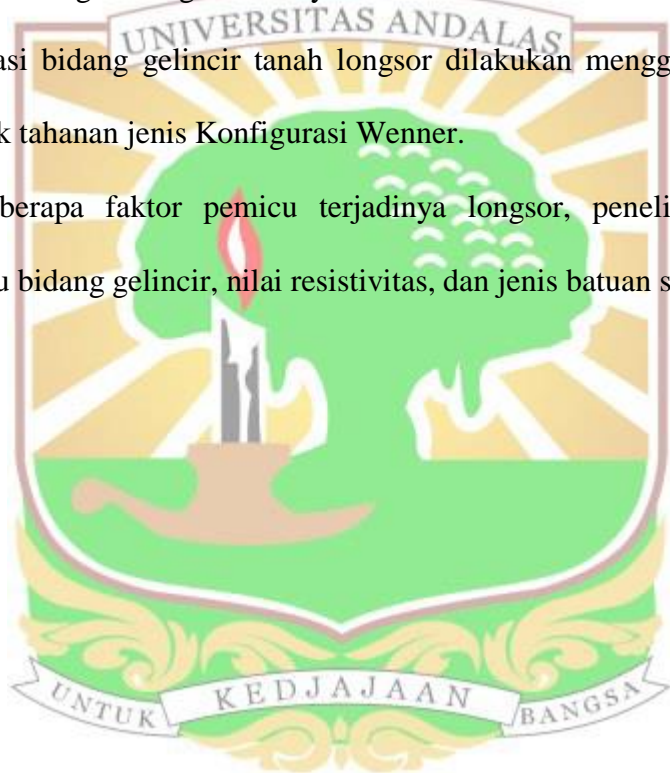 UNIVERSITAS ANDALAS
asi bidang gelincir tanah longsor dilakukan mengg
k tahanan jenis Konfigurasi Wenner.
berapa faktor pemicu terjadinya longsor, peneli
u bidang gelincir, nilai resistivitas, dan jenis batuan s
UNTUK KEDJAJAAN BANGSA